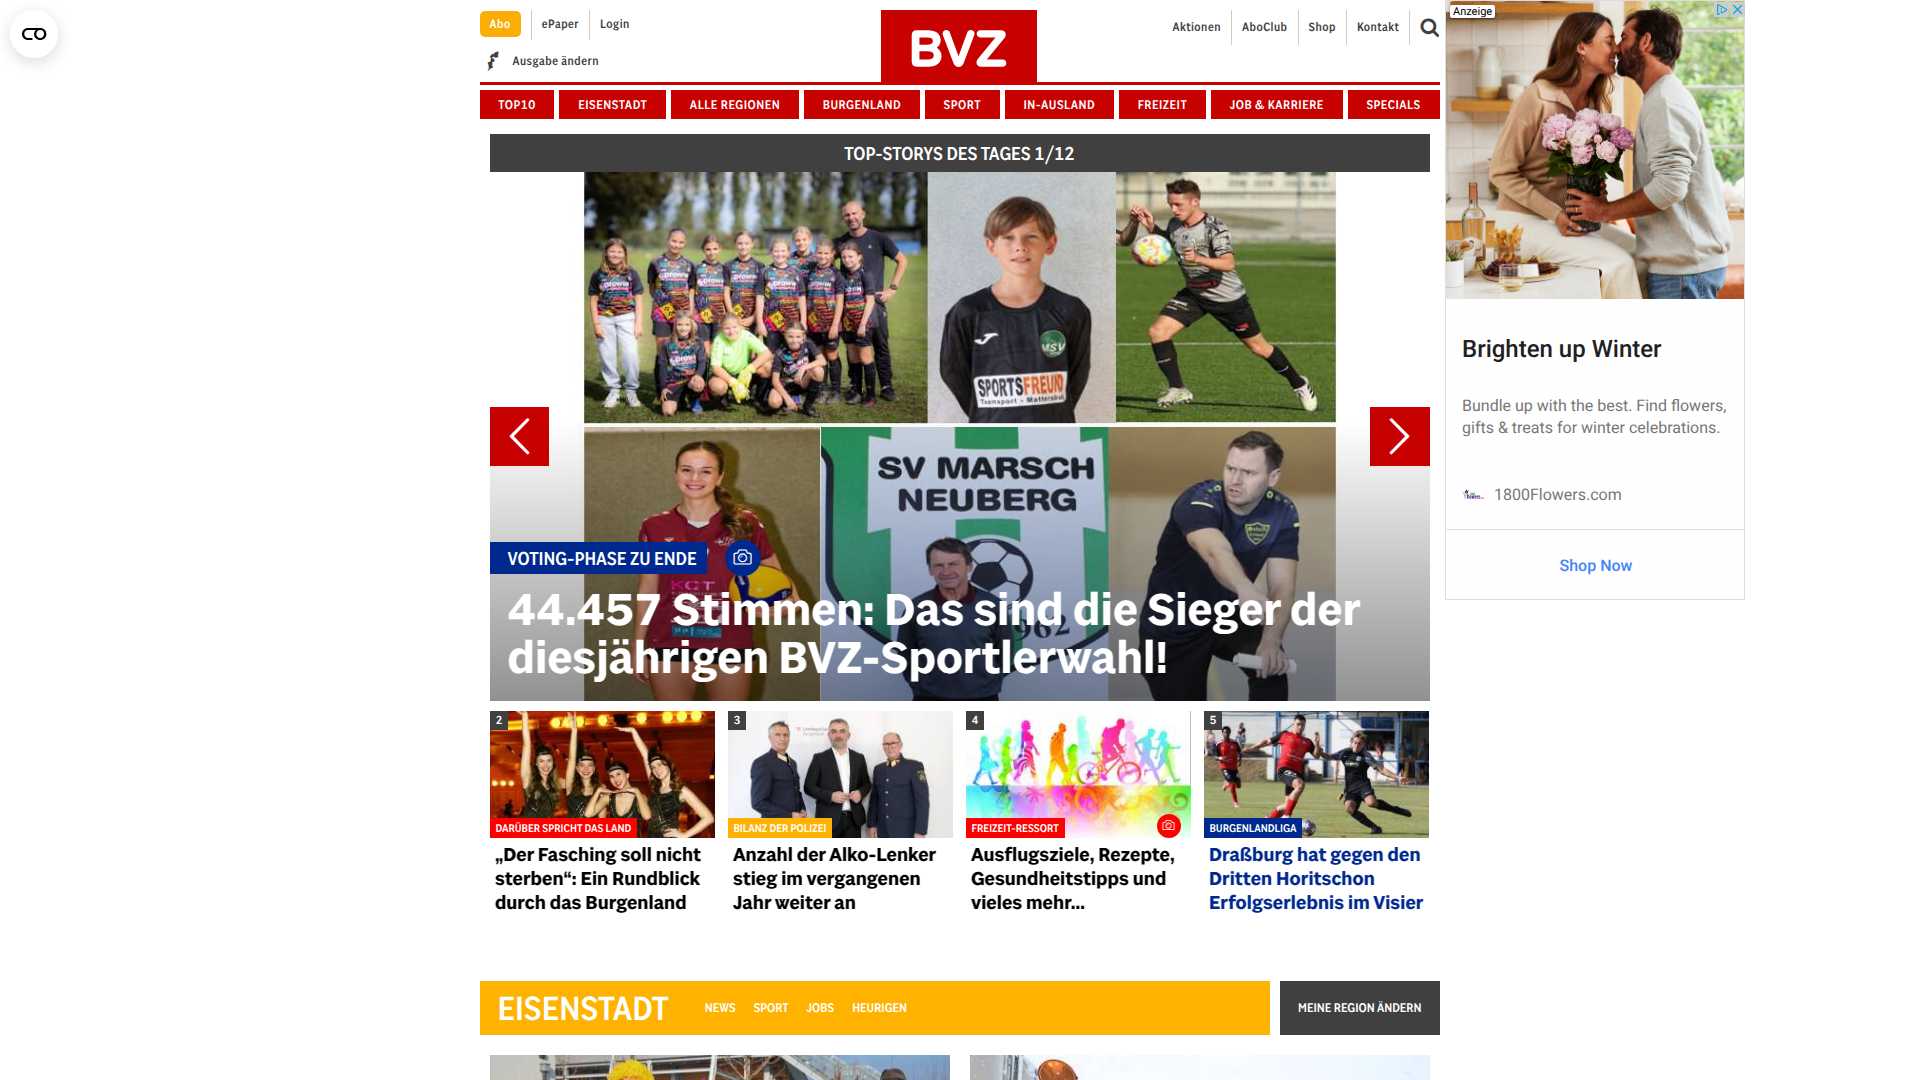 Abo
ePaper
Login
Ausgabe ändern
BVZ
Aktionen
AboClub
Shop
Kontakt
TOP10
EISENSTADT
ALLE REGIONEN
BURGENLAND
SPORT
IN-AUSLAND
FREIZEIT
JOB & KARRIERE
SPECIALS
TOP-STORYS DES TAGES 1/12
MSV
SPORTSFREUND
SV MARSCH
NEUBERG
962
VOTING-PHASE ZU ENDE
44.457 Stimmen: Das sind die Sieger der
diesjährigen BVZ-Sportlerwahl!
2
DARÜBER SPRICHT DAS LAND
„Der Fasching soll nicht
sterben“: Ein Rundblick
durch das Burgenland
3
BILANZ DER POLIZEI
Anzahl der Alko-Lenker
stieg im vergangenen
Jahr weiter an
4
FREIZEIT-RESSORT
Ausflugsziele, Rezepte,
Gesundheitstipps und
vieles mehr...
5
BURGENLANDLIGA
Draßburg hat gegen den
Dritten Horitschon
Erfolgserlebnis im Visier
EISENSTADT
NEWS
SPORT
JOBS
HEURIGEN
MEINE REGION ÄNDERN
Anzeige
Brighten up Winter
Bundle up with the best. Find flowers,
gifts & treats for winter celebrations.
1800Flowers.com
Shop Now